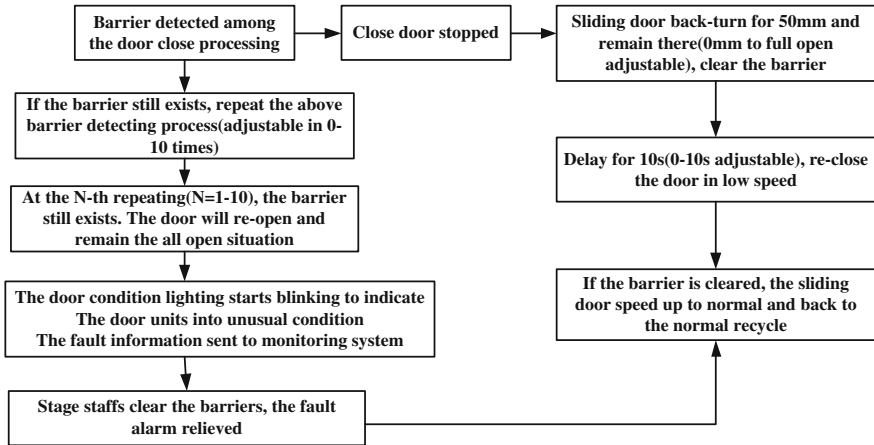 Barrier detected among
the door close processing
Close door stopped
Sliding door back-turn for 50mm and
remain there(0mm to full open
adjustable), clear the barrier
If the barrier still exists, repeat the above
barrier detecting process(adjustable in 0-
10 times)
Delay for 10s(0-10s adjustable), re-close
the door in low speed
At the N-th repeating(N=1-10), the barrier
still exists. The door will re-open and
remain the all open situation
The door condition lighting starts blinking to indicate
The door units into unusual condition
The fault information sent to monitoring system
If the barrier is cleared, the sliding
door speed up to normal and back to
the normal recycle
Stage staffs clear the barriers, the fault
alarm relieved